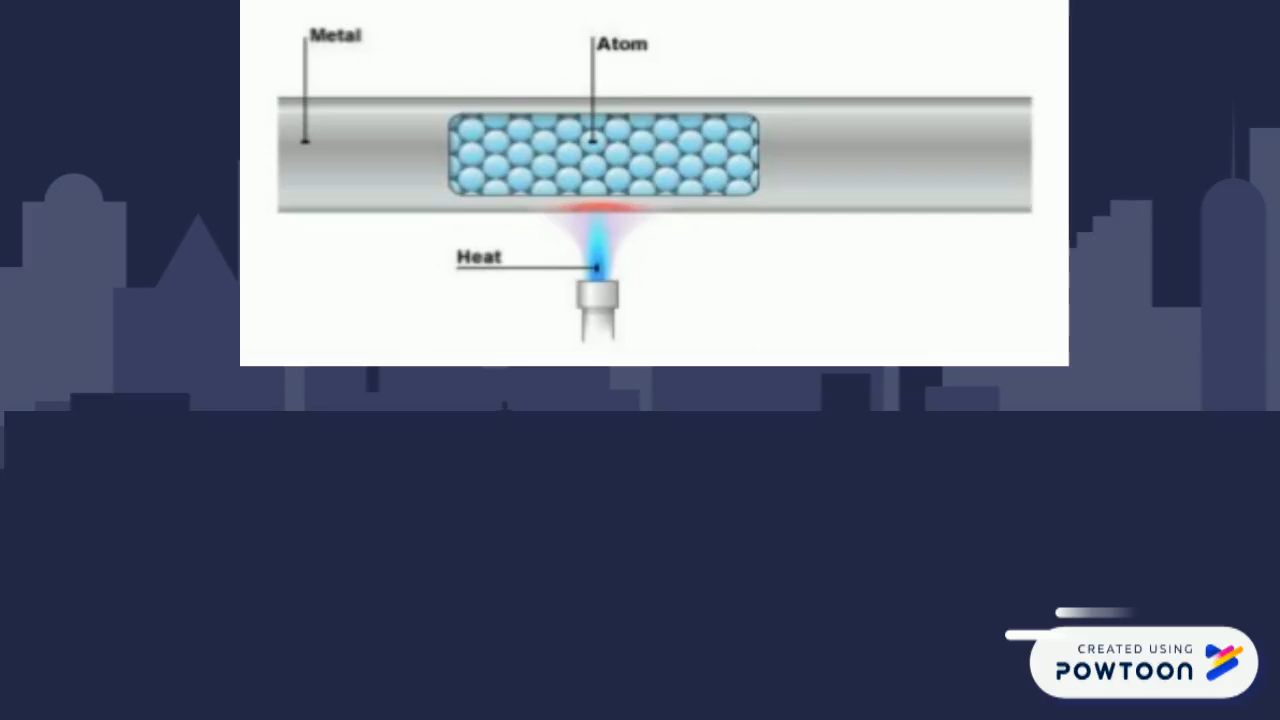 Metal
Atom
Heat
CREATED USING
POWTOON